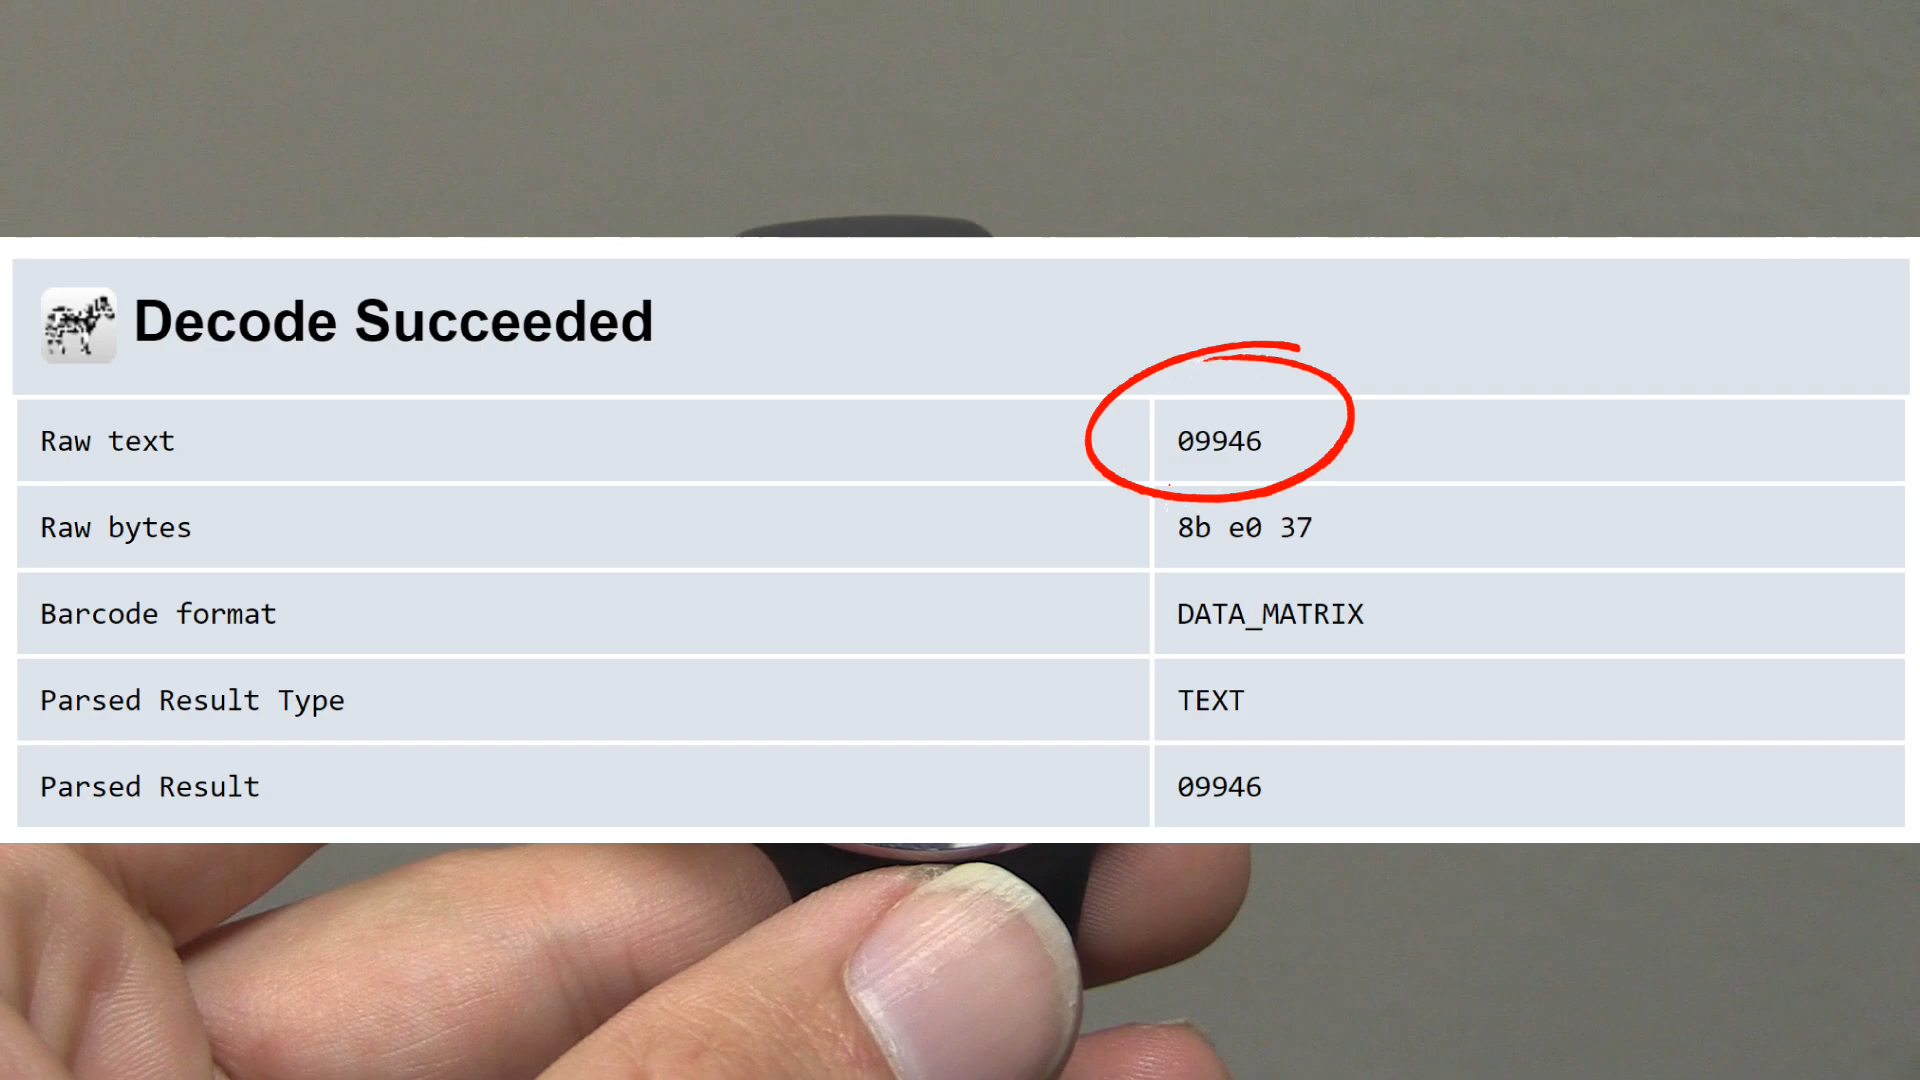 Decode Succeeded
Raw text 09946
Raw bytes 8b e0 37
Barcode format DATA_MATRIX
Parsed Result Type TEXT
Parsed Result 09946